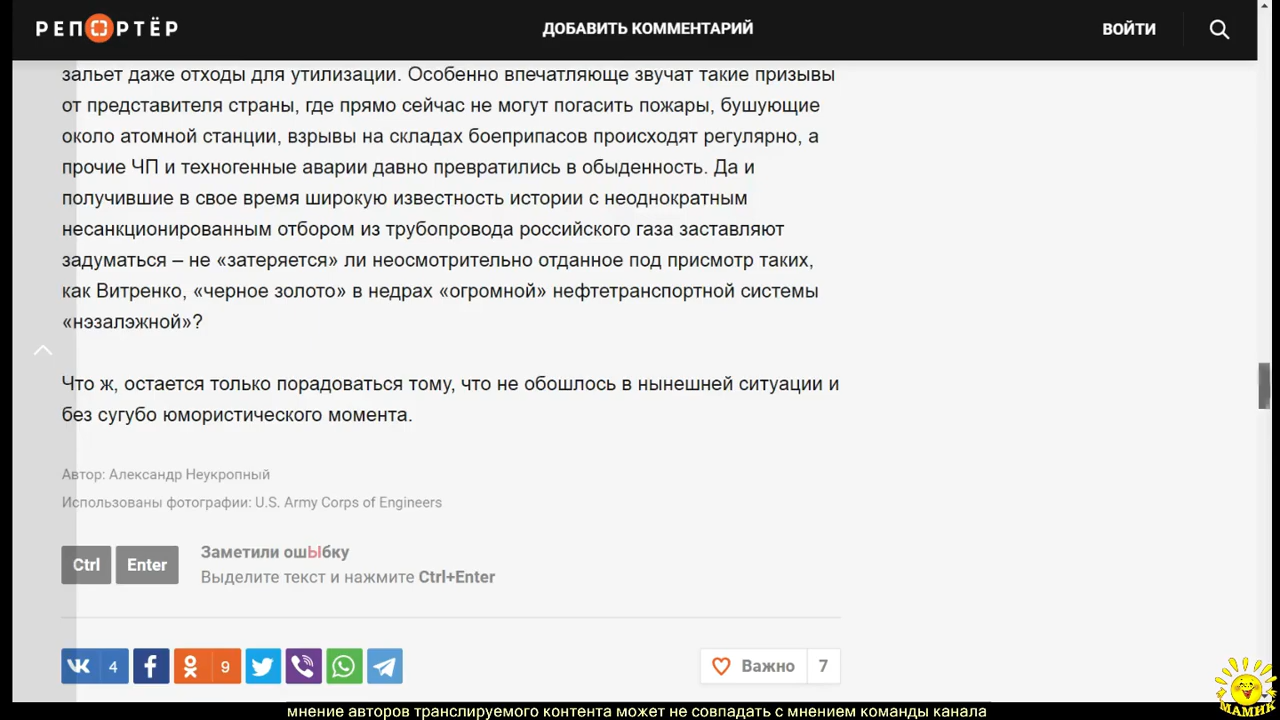 РЕПОРТЁР
ДОБАВИТЬ КОММЕНТАРИЙ
ВОЙТИ
зальет даже отходы для утилизации. Особенно впечатляюще звучат такие призывы
от представителя страны, где прямо сейчас не могут погасить пожары, бушующие
около атомной станции, взрывы на складах боеприпасов происходят регулярно, а
прочие ЧП и техногенные аварии давно превратились в обыденность. Да и
получившие в свое время широкую известность истории с неоднократным
несанкционированным отбором из трубопровода российского газа заставляют
задуматься – не «затеряется» ли неосмотрительно отданное под присмотр таких,
как Витренко, «черное золото» в недрах «огромной» нефтетранспортной системы
«нэзалэжной»?
Что ж, остается только порадоваться тому, что не обошлось в нынешней ситуации и
без сугубо юмористического момента.
Автор: Александр Неукропный
Использованы фотографии: U.S. Army Corps of Engineers
Ctrl Enter
Заметили ошЫбку
Выделите текст и нажмите Ctrl+Enter
4
9
Важно 7
МАМИК
мнение авторов транслируемого контента может не совпадать с мнением команды канала